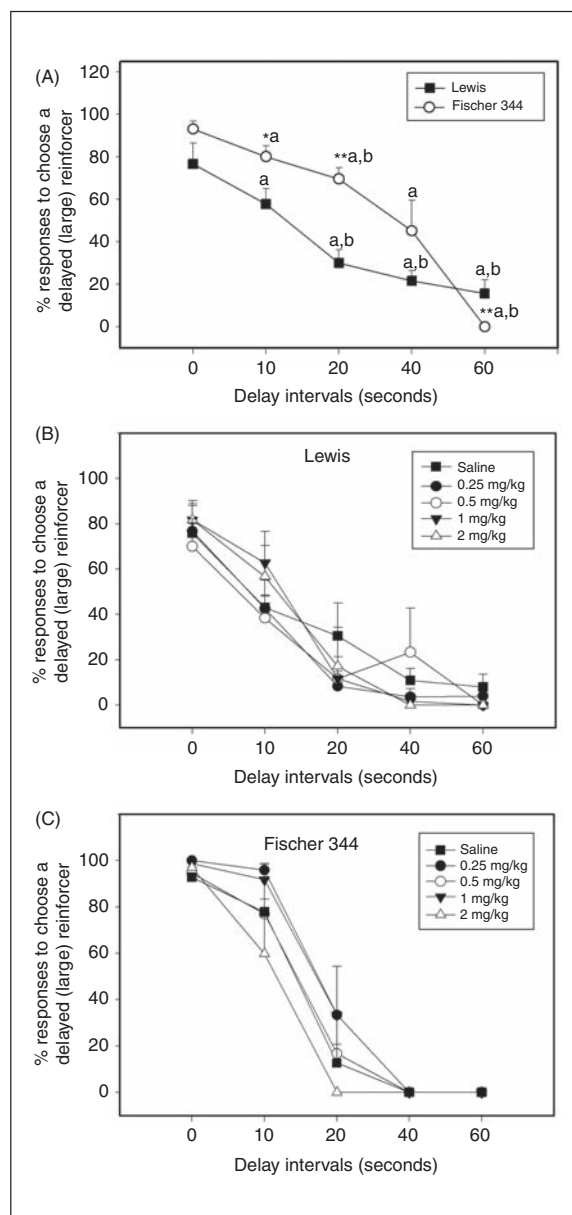 (A)
120
100
80
60
40
20
0
% responses to choose a
delayed (large) reinforcer
Lewis
Fischer 344
*a
**a,b
a
a
a,b
a,b
a,b
**a,b
0 10 20 40 60
Delay intervals (seconds)
(B)
100
80
60
40
20
0
% responses to choose a
delayed (large) reinforcer
Lewis
Saline
0.25 mg/kg
0.5 mg/kg
1 mg/kg
2 mg/kg
0 10 20 40 60
Delay intervals (seconds)
(C)
100
80
60
40
20
0
% responses to choose a
delayed (large) reinforcer
Fischer 344
Saline
0.25 mg/kg
0.5 mg/kg
1 mg/kg
2 mg/kg
0 10 20 40 60
Delay intervals (seconds)